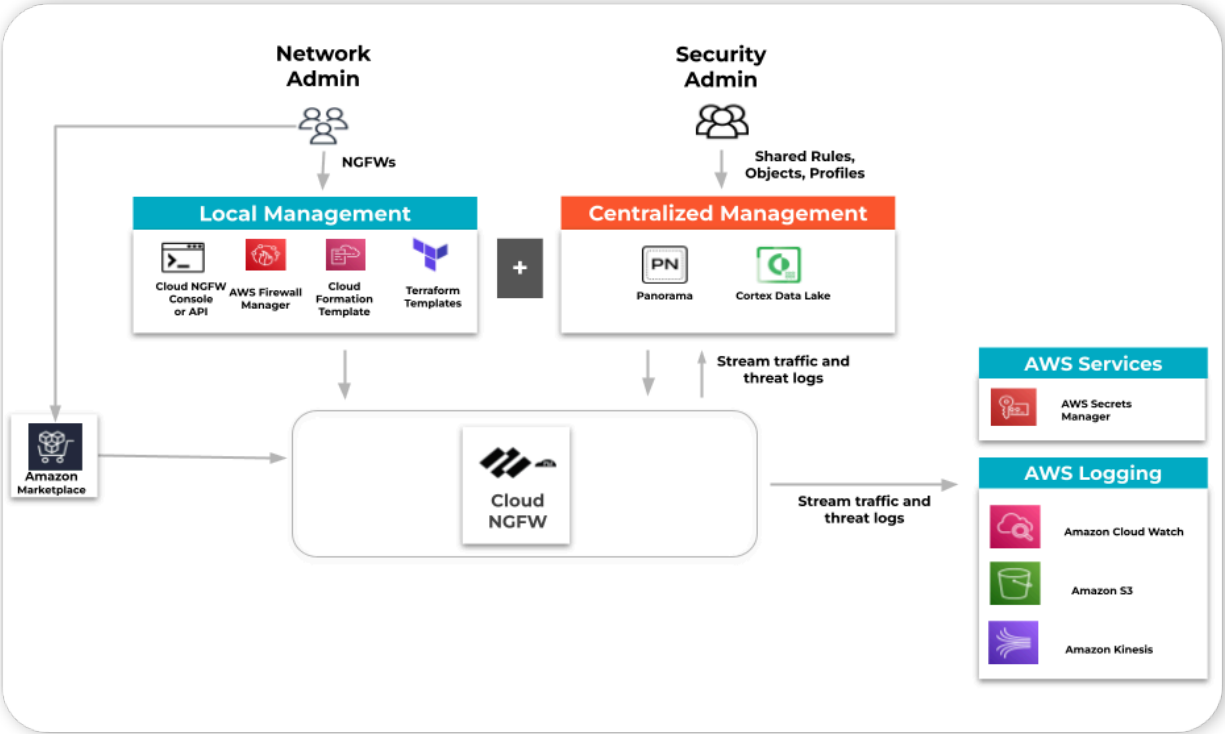 Network
Admin
Security
Admin
NGFWs
Shared Rules,
Objects, Profiles
Local Management
Cloud NGFW
Console
or API
AWS Firewall
Manager
Cloud
Formation
Template
Terraform
Templates
+
Centralized Management
PN
Panorama
Cortex Data Lake
Stream traffic and
threat logs
Amazon
Marketplace
Cloud
NGFW
Stream traffic and
threat logs
AWS Services
AWS Secrets
Manager
AWS Logging
Amazon Cloud Watch
Amazon S3
Amazon Kinesis